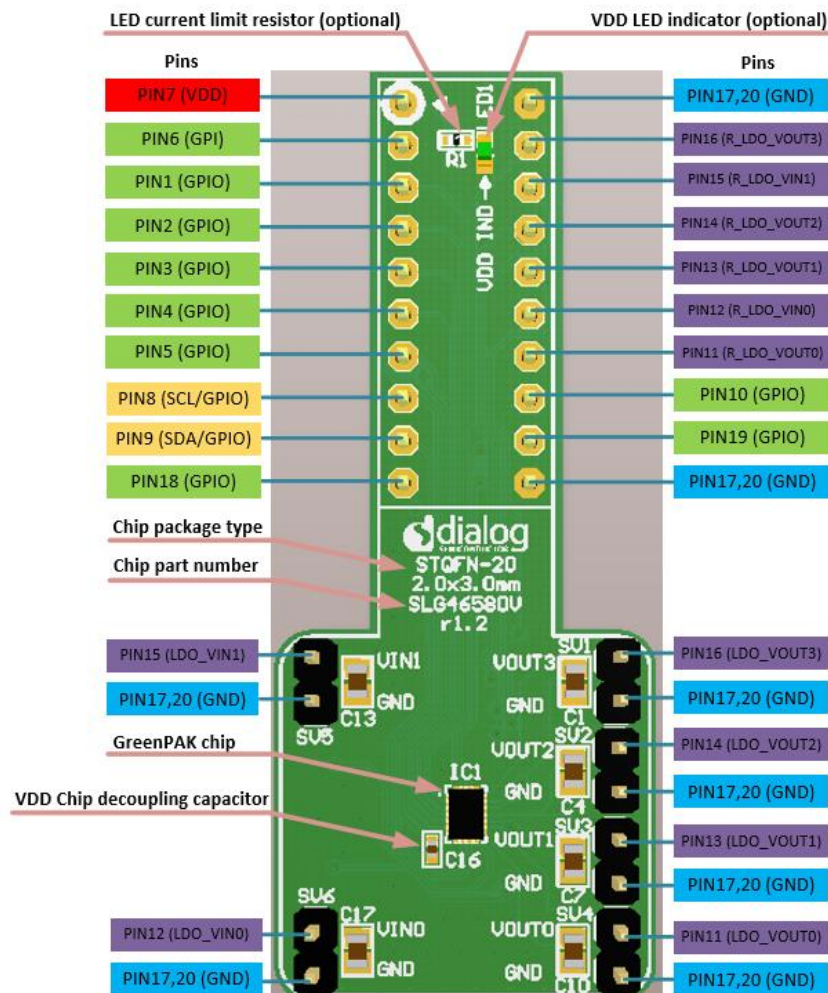 LED current limit resistor (optional)
VDD LED indicator (optional)
Pins
Pins
PIN7 (VDD)
PIN17,20 (GND)
PIN6 (GPI)
PIN16 (R_LDO_VOUT3)
PIN1 (GPIO)
PIN15 (R_LDO_VIN1)
PIN2 (GPIO)
PIN14 (R_LDO_VOUT2)
PIN3 (GPIO)
PIN13 (R_LDO_VOUT1)
PIN4 (GPIO)
PIN12 (R_LDO_VIN0)
PIN5 (GPIO)
PIN11 (R_LDO_VOUT0)
PIN8 (SCL/GPIO)
PIN10 (GPIO)
PIN9 (SDA/GPIO)
PIN19 (GPIO)
PIN18 (GPIO)
PIN17,20 (GND)
LED1
R1
VDD IND
Chip package type
Chip part number
dialog
SEMICONDUCTOR
STQFN-20
2.0x3.0mm
SLG46580V
r1.2
PIN15 (LDO_VIN1)
PIN17,20 (GND)
VIN1
GND
C13
SV5
SV1
VOUT3
GND
C1
PIN16 (LDO_VOUT3)
PIN17,20 (GND)
GreenPAK chip
VDD Chip decoupling capacitor
IC1
C16
SV2
VOUT2
GND
C4
PIN14 (LDO_VOUT2)
PIN17,20 (GND)
SV3
VOUT1
GND
C7
PIN13 (LDO_VOUT1)
PIN17,20 (GND)
SV6
C17
VIN0
GND
PIN12 (LDO_VIN0)
PIN17,20 (GND)
SV4
VOUT0
GND
C10
PIN11 (LDO_VOUT0)
PIN17,20 (GND)